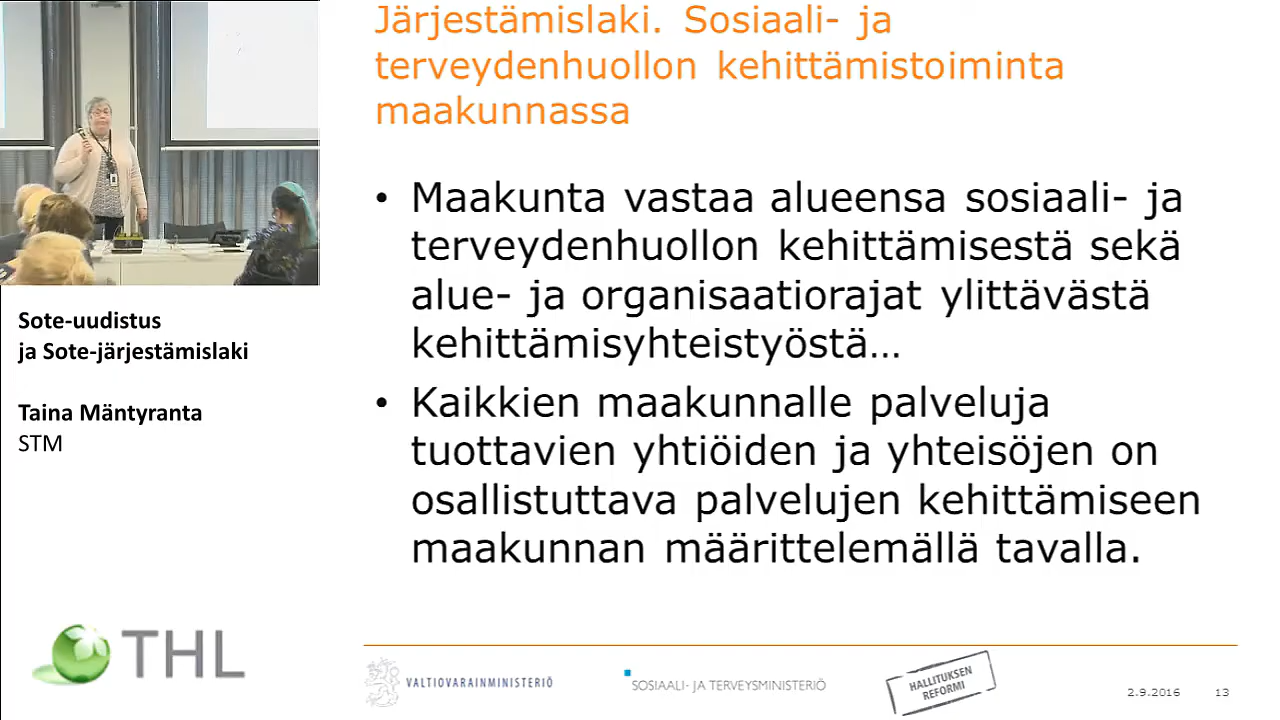 Järjestämislaki. Sosiaali- ja
terveydenhuollon kehittämistoiminta
maakunnassa
• Maakunta vastaa alueensa sosiaali- ja
terveydenhuollon kehittämisestä sekä
alue- ja organisaatiorajat ylittävästä
kehittämisyhteistyöstä…
• Kaikkien maakunnalle palveluja
tuottavien yhtiöiden ja yhteisöjen on
osallistuttava palvelujen kehittämiseen
maakunnan määrittelemällä tavalla.
Sote-uudistus
ja Sote-järjestämislaki
Taina Mäntyranta
STM
THL
VALTIOVARAINMINISTERIÖ
SOSIAALI- JA TERVEYSMINISTERIÖ
HALLITUKSEN
REFORMI
2.9.2016 13